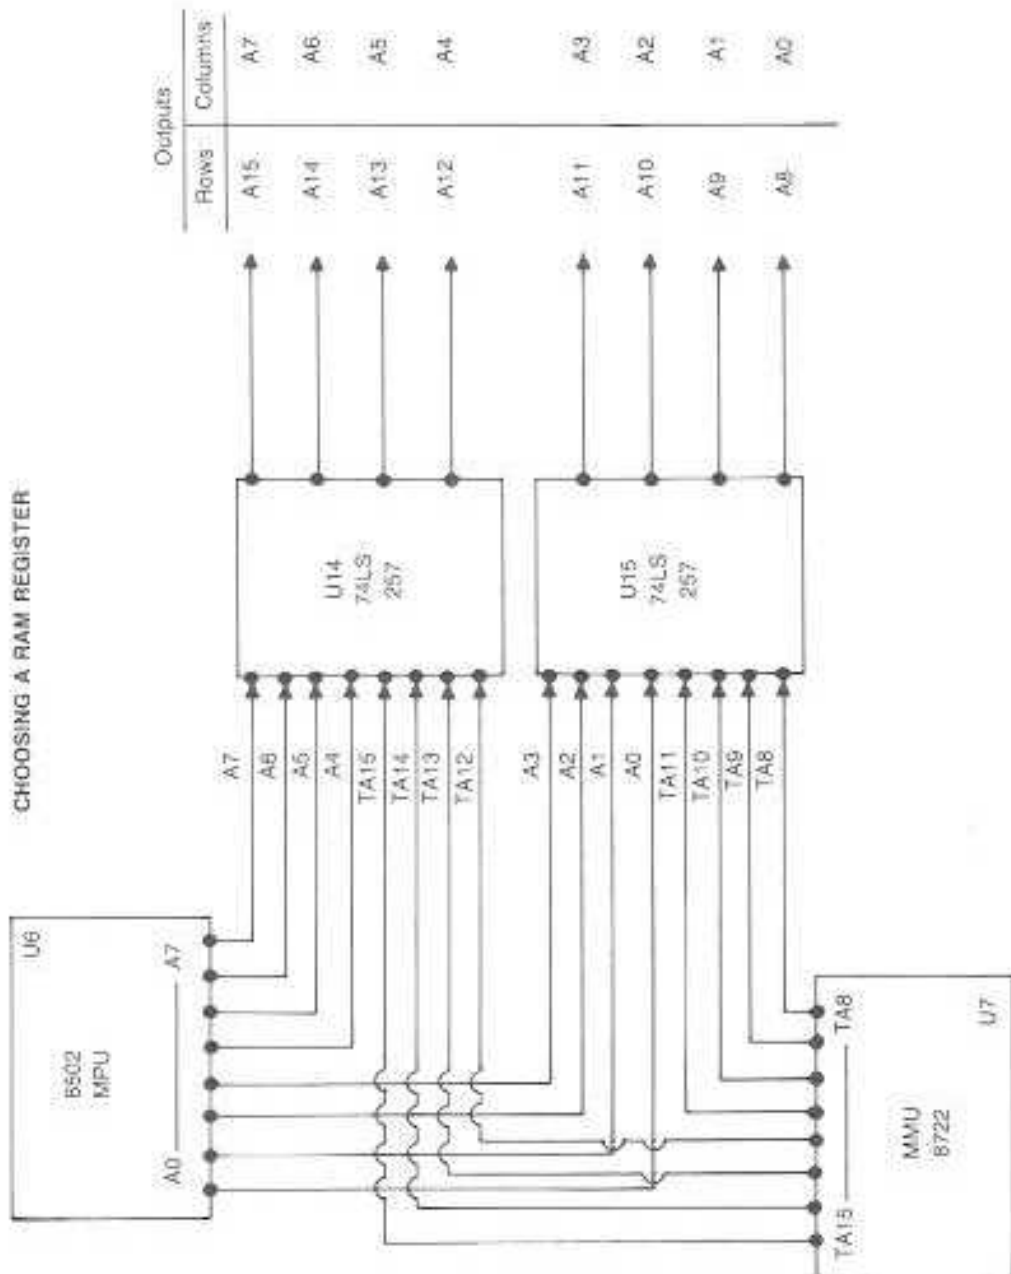 CHOOSING A RAM REGISTER
Outputs
Rows Columns
A15 A7
A14 A6
A13 A5
A12 A4
A11 A3
A10 A2
A9 A1
A8 A0
U6
6502
MPU
A0 A7
A7
A6
A5
A4
TA15
TA14
TA13
TA12
U14
74LS
257
A3
A2
A1
A0
TA11
TA10
TA9
TA8
U15
74LS
257
TA15 TA8
MMU
8722
U7